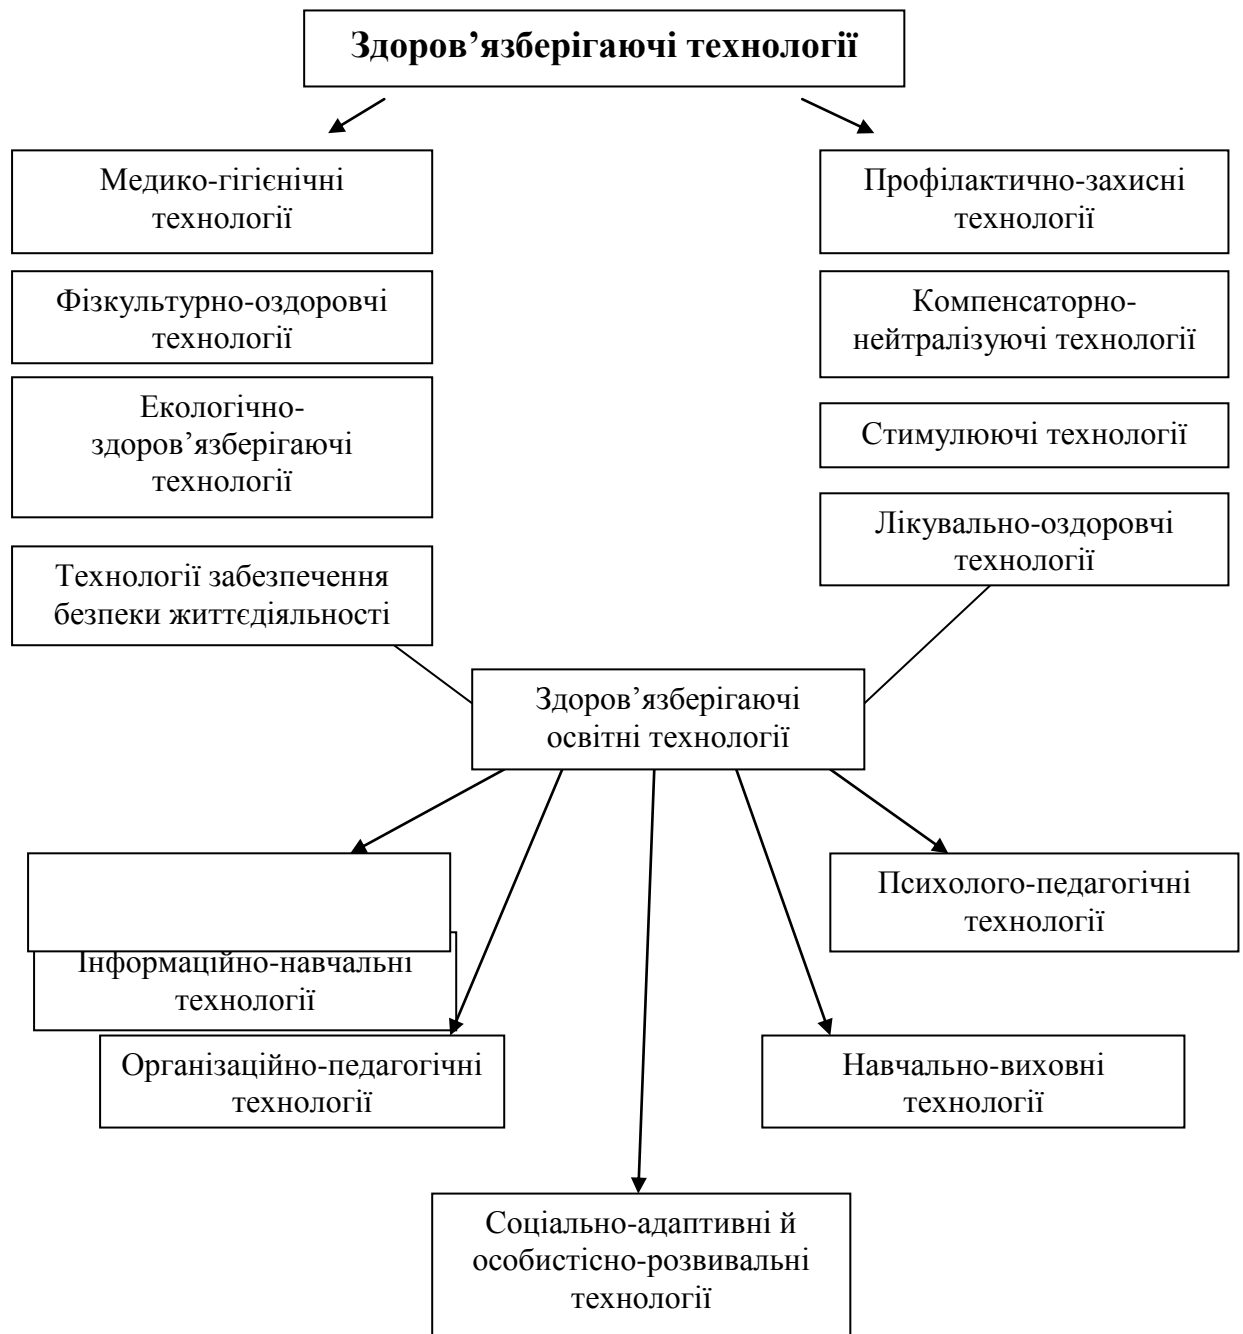 Здоров’язберігаючі технології
Медико-гігієнічні
технології
Фізкультурно-оздоровчі
технології
Екологічно-
здоров’язберігаючі
технології
Технології забезпечення
безпеки життєдіяльності
Профілактично-захисні
технології
Компенсаторно-
нейтралізуючі технології
Стимулюючі технології
Лікувально-оздоровчі
технології
Здоров’язберігаючі
освітні технології
Інформаційно-навчальні
технології
Організаційно-педагогічні
технології
Соціально-адаптивні й
особистісно-розвивальні
технології
Навчально-виховні
технології
Психолого-педагогічні
технології